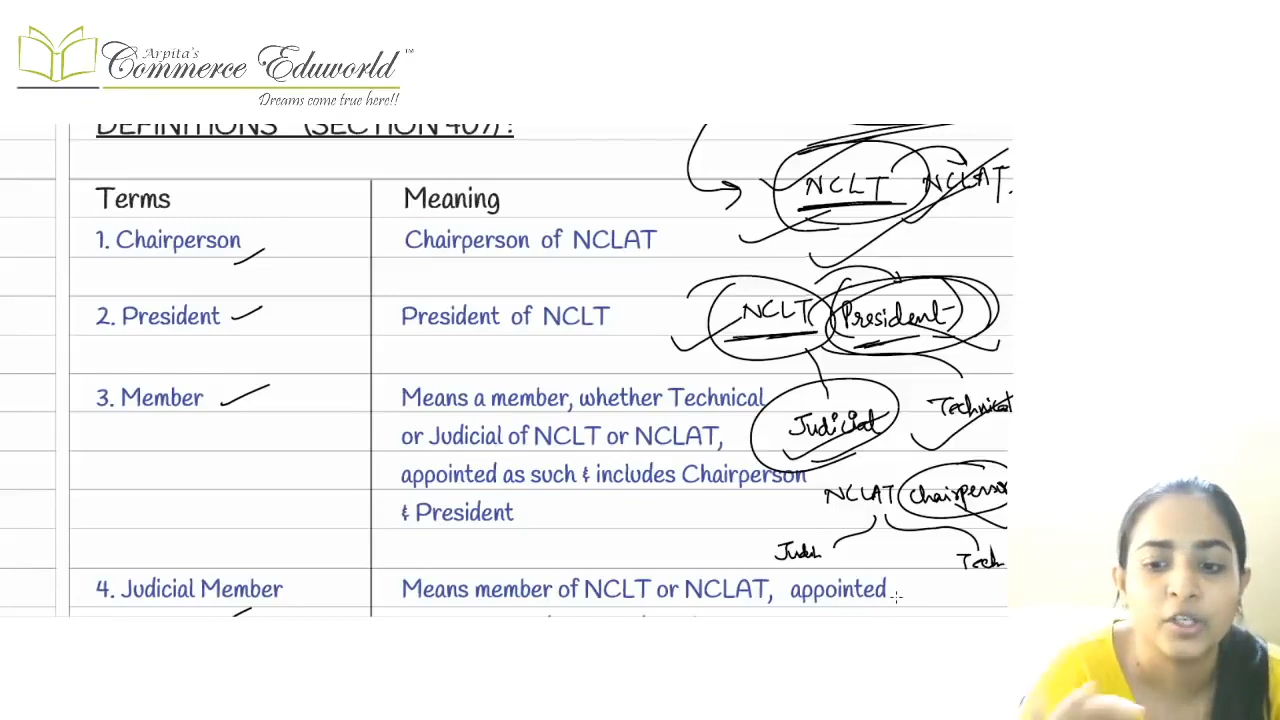 Arpita's
Commerce Eduworld™
Dreams come true here!!
DEFINITIONS (SECTION 407):
Terms
Meaning
1. Chairperson
Chairperson of NCLAT
2. President
President of NCLT
3. Member
Means a member, whether Technical
or Judicial of NCLT or NCLAT,
appointed as such & includes Chairperson
& President
4. Judicial Member
Means member of NCLT or NCLAT, appointed
NCLT NCLAT.
NCLT President
Judicial Technical
NCLAT Chairperson
Judi Tech